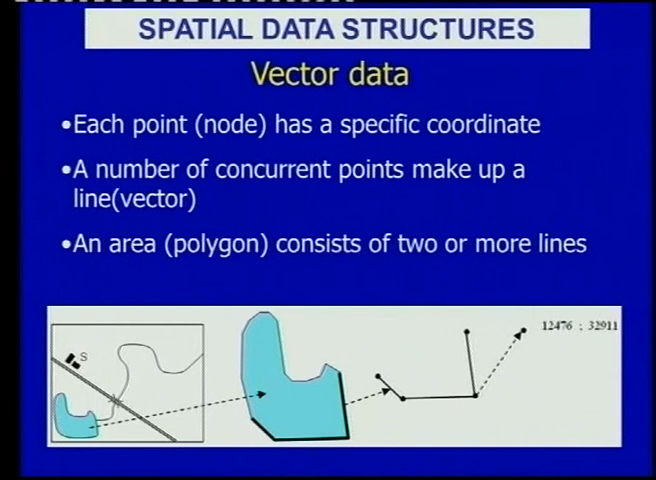 SPATIAL DATA STRUCTURES
Vector data
•Each point (node) has a specific coordinate
•A number of concurrent points make up a
line(vector)
•An area (polygon) consists of two or more lines
S
12476 ; 32911